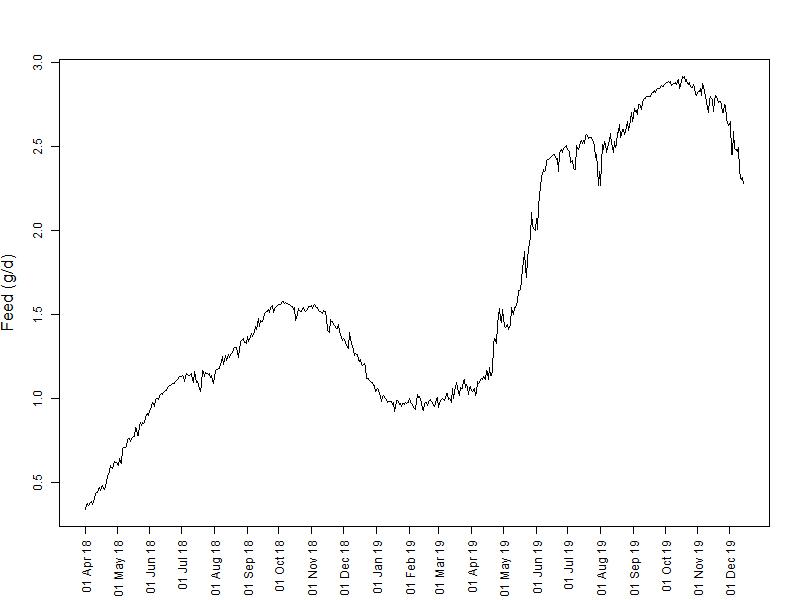 Feed (g/d)
3.0
2.5
2.0
1.5
1.0
0.5
01 Apr 18
01 May 18
01 Jun 18
01 Jul 18
01 Aug 18
01 Sep 18
01 Oct 18
01 Nov 18
01 Dec 18
01 Jan 19
01 Feb 19
01 Mar 19
01 Apr 19
01 May 19
01 Jun 19
01 Jul 19
01 Aug 19
01 Sep 19
01 Oct 19
01 Nov 19
01 Dec 19